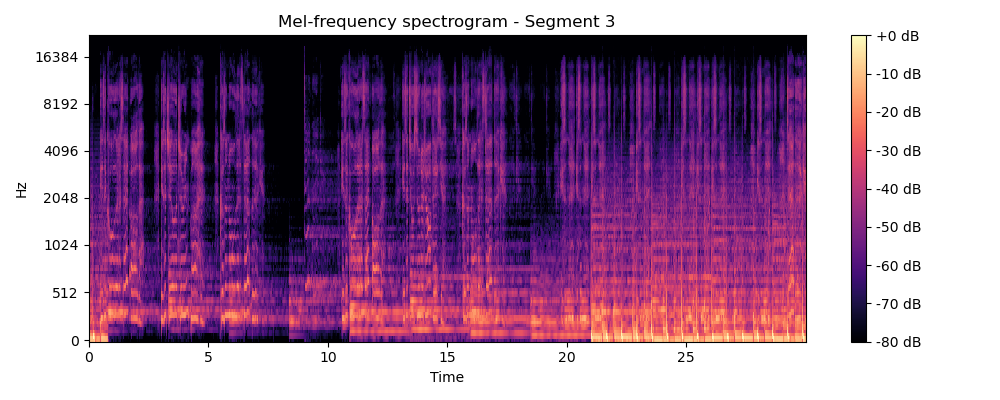 Mel-frequency spectrogram - Segment 3
Hz
16384
8192
4096
2048
1024
512
0
0 5 10 15 20 25
Time
+0 dB
-10 dB
-20 dB
-30 dB
-40 dB
-50 dB
-60 dB
-70 dB
-80 dB